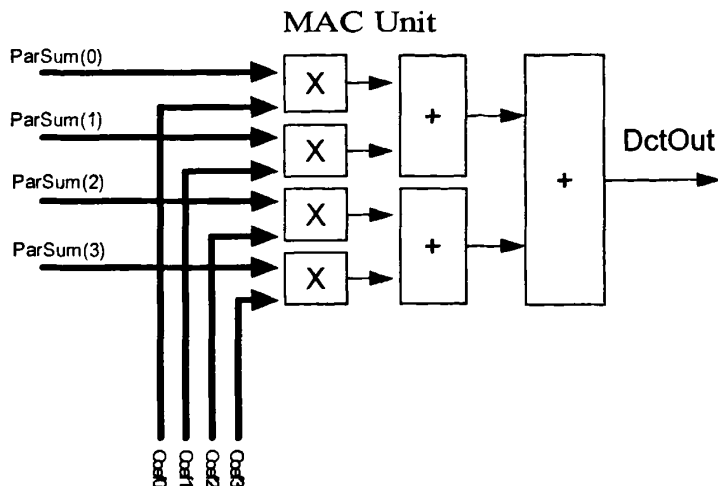 MAC Unit
ParSum(0)
X
ParSum(1)
+
X
DctOut
ParSum(2)
+
X
ParSum(3)
+
X
Coef0
Coef1
Coef2
Coef3